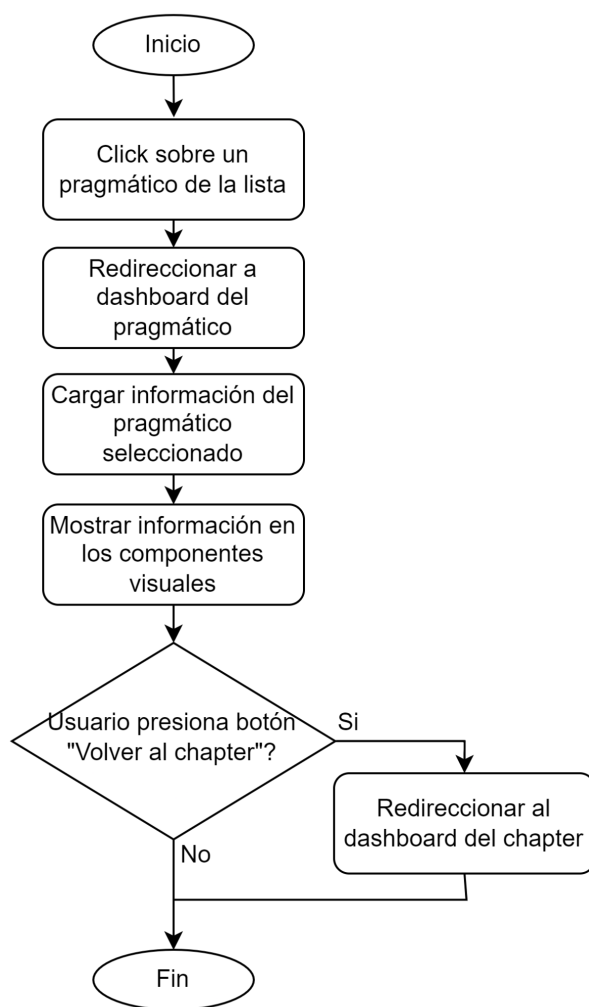 Inicio
Click sobre un
pragmático de la lista
Redireccionar a
dashboard del
pragmático
Cargar información del
pragmático
seleccionado
Mostrar información en
los componentes
visuales
Usuario presiona botón
"Volver al chapter"?
Si
Redireccionar al
dashboard del chapter
No
Fin